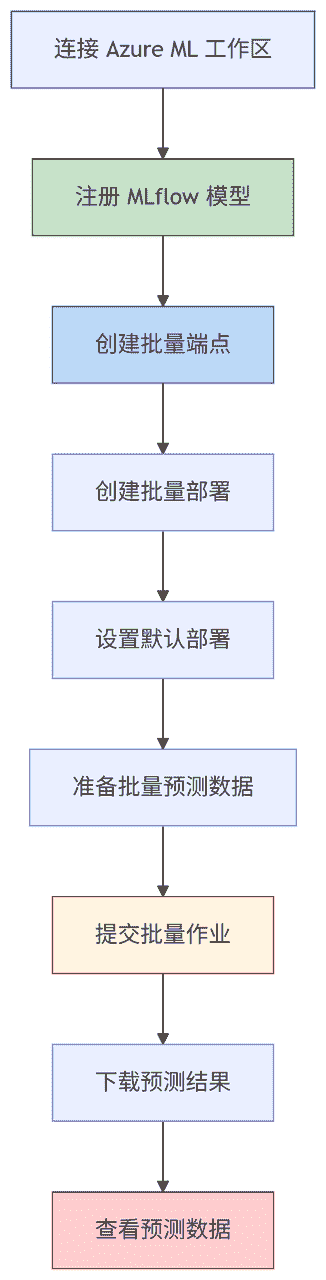 连接 Azure ML 工作区
注册 MLflow 模型
创建批量端点
创建批量部署
设置默认部署
准备批量预测数据
提交批量作业
下载预测结果
查看预测数据